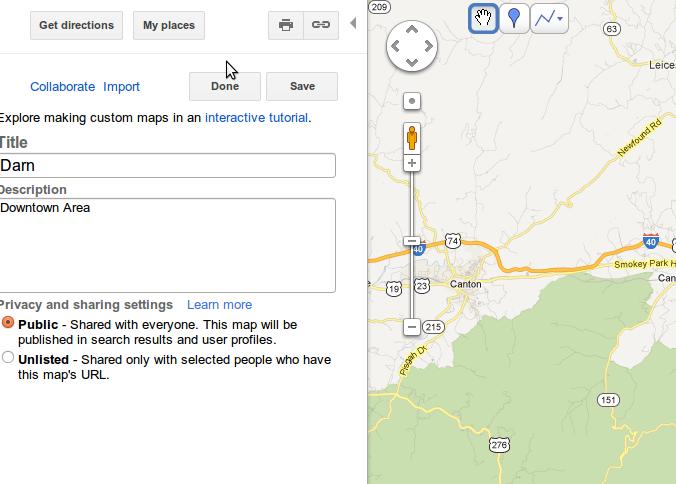 Get directions
My places
Collaborate Import
Done
Save
Explore making custom maps in an interactive tutorial.
Title
Darn
Description
Downtown Area
Privacy and sharing settings Learn more
Public - Shared with everyone. This map will be
published in search results and user profiles.
Unlisted - Shared only with selected people who have
this map's URL.
209
63
Leice
Newfound Rd
74
40
40
Smokey Park H
19
23
Canton
Can
215
Pisgah Dr
151
276